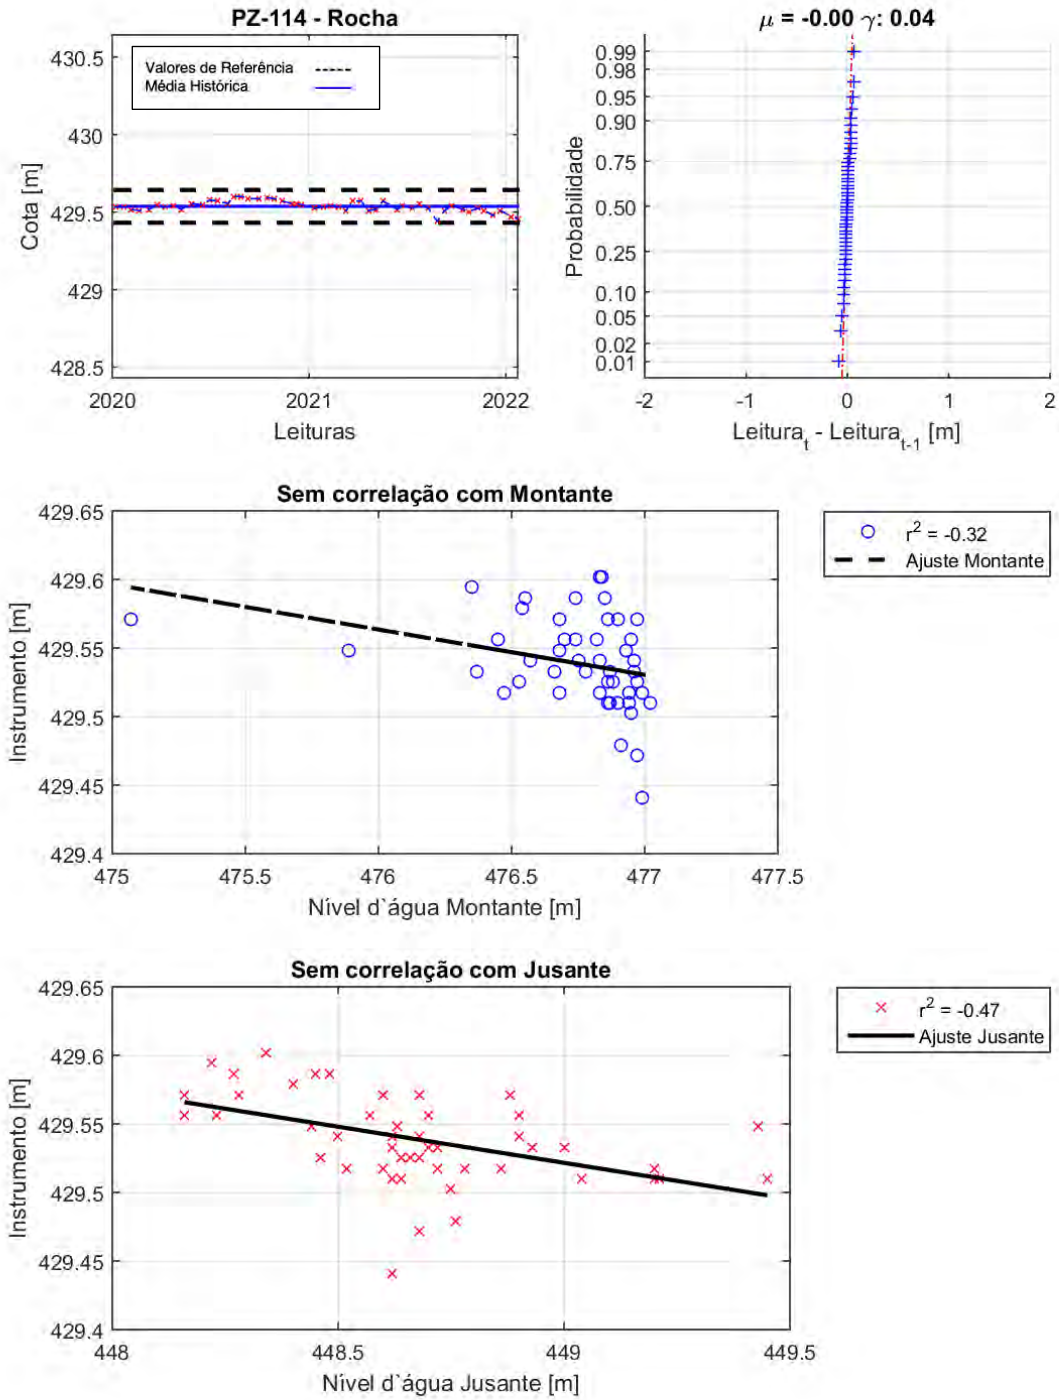 PZ-114 - Rocha
430.5
430
429.5
429
428.5
Cota [m]
Valores de Referência
Média Histórica
2020
2021
2022
Leituras
μ = -0.00 γ: 0.04
0.99
0.98
0.95
0.90
0.75
0.50
0.25
0.10
0.05
0.02
0.01
Probabilidade
-2
-1
0
1
2
Leitura_t - Leitura_t-1 [m]
Sem correlação com Montante
429.65
429.6
429.55
429.5
429.45
429.4
Instrumento [m]
475
475.5
476
476.5
477
477.5
Nível d`água Montante [m]
r² = -0.32
Ajuste Montante
Sem correlação com Jusante
429.65
429.6
429.55
429.5
429.45
429.4
Instrumento [m]
448
448.5
449
449.5
Nível d`água Jusante [m]
r² = -0.47
Ajuste Jusante